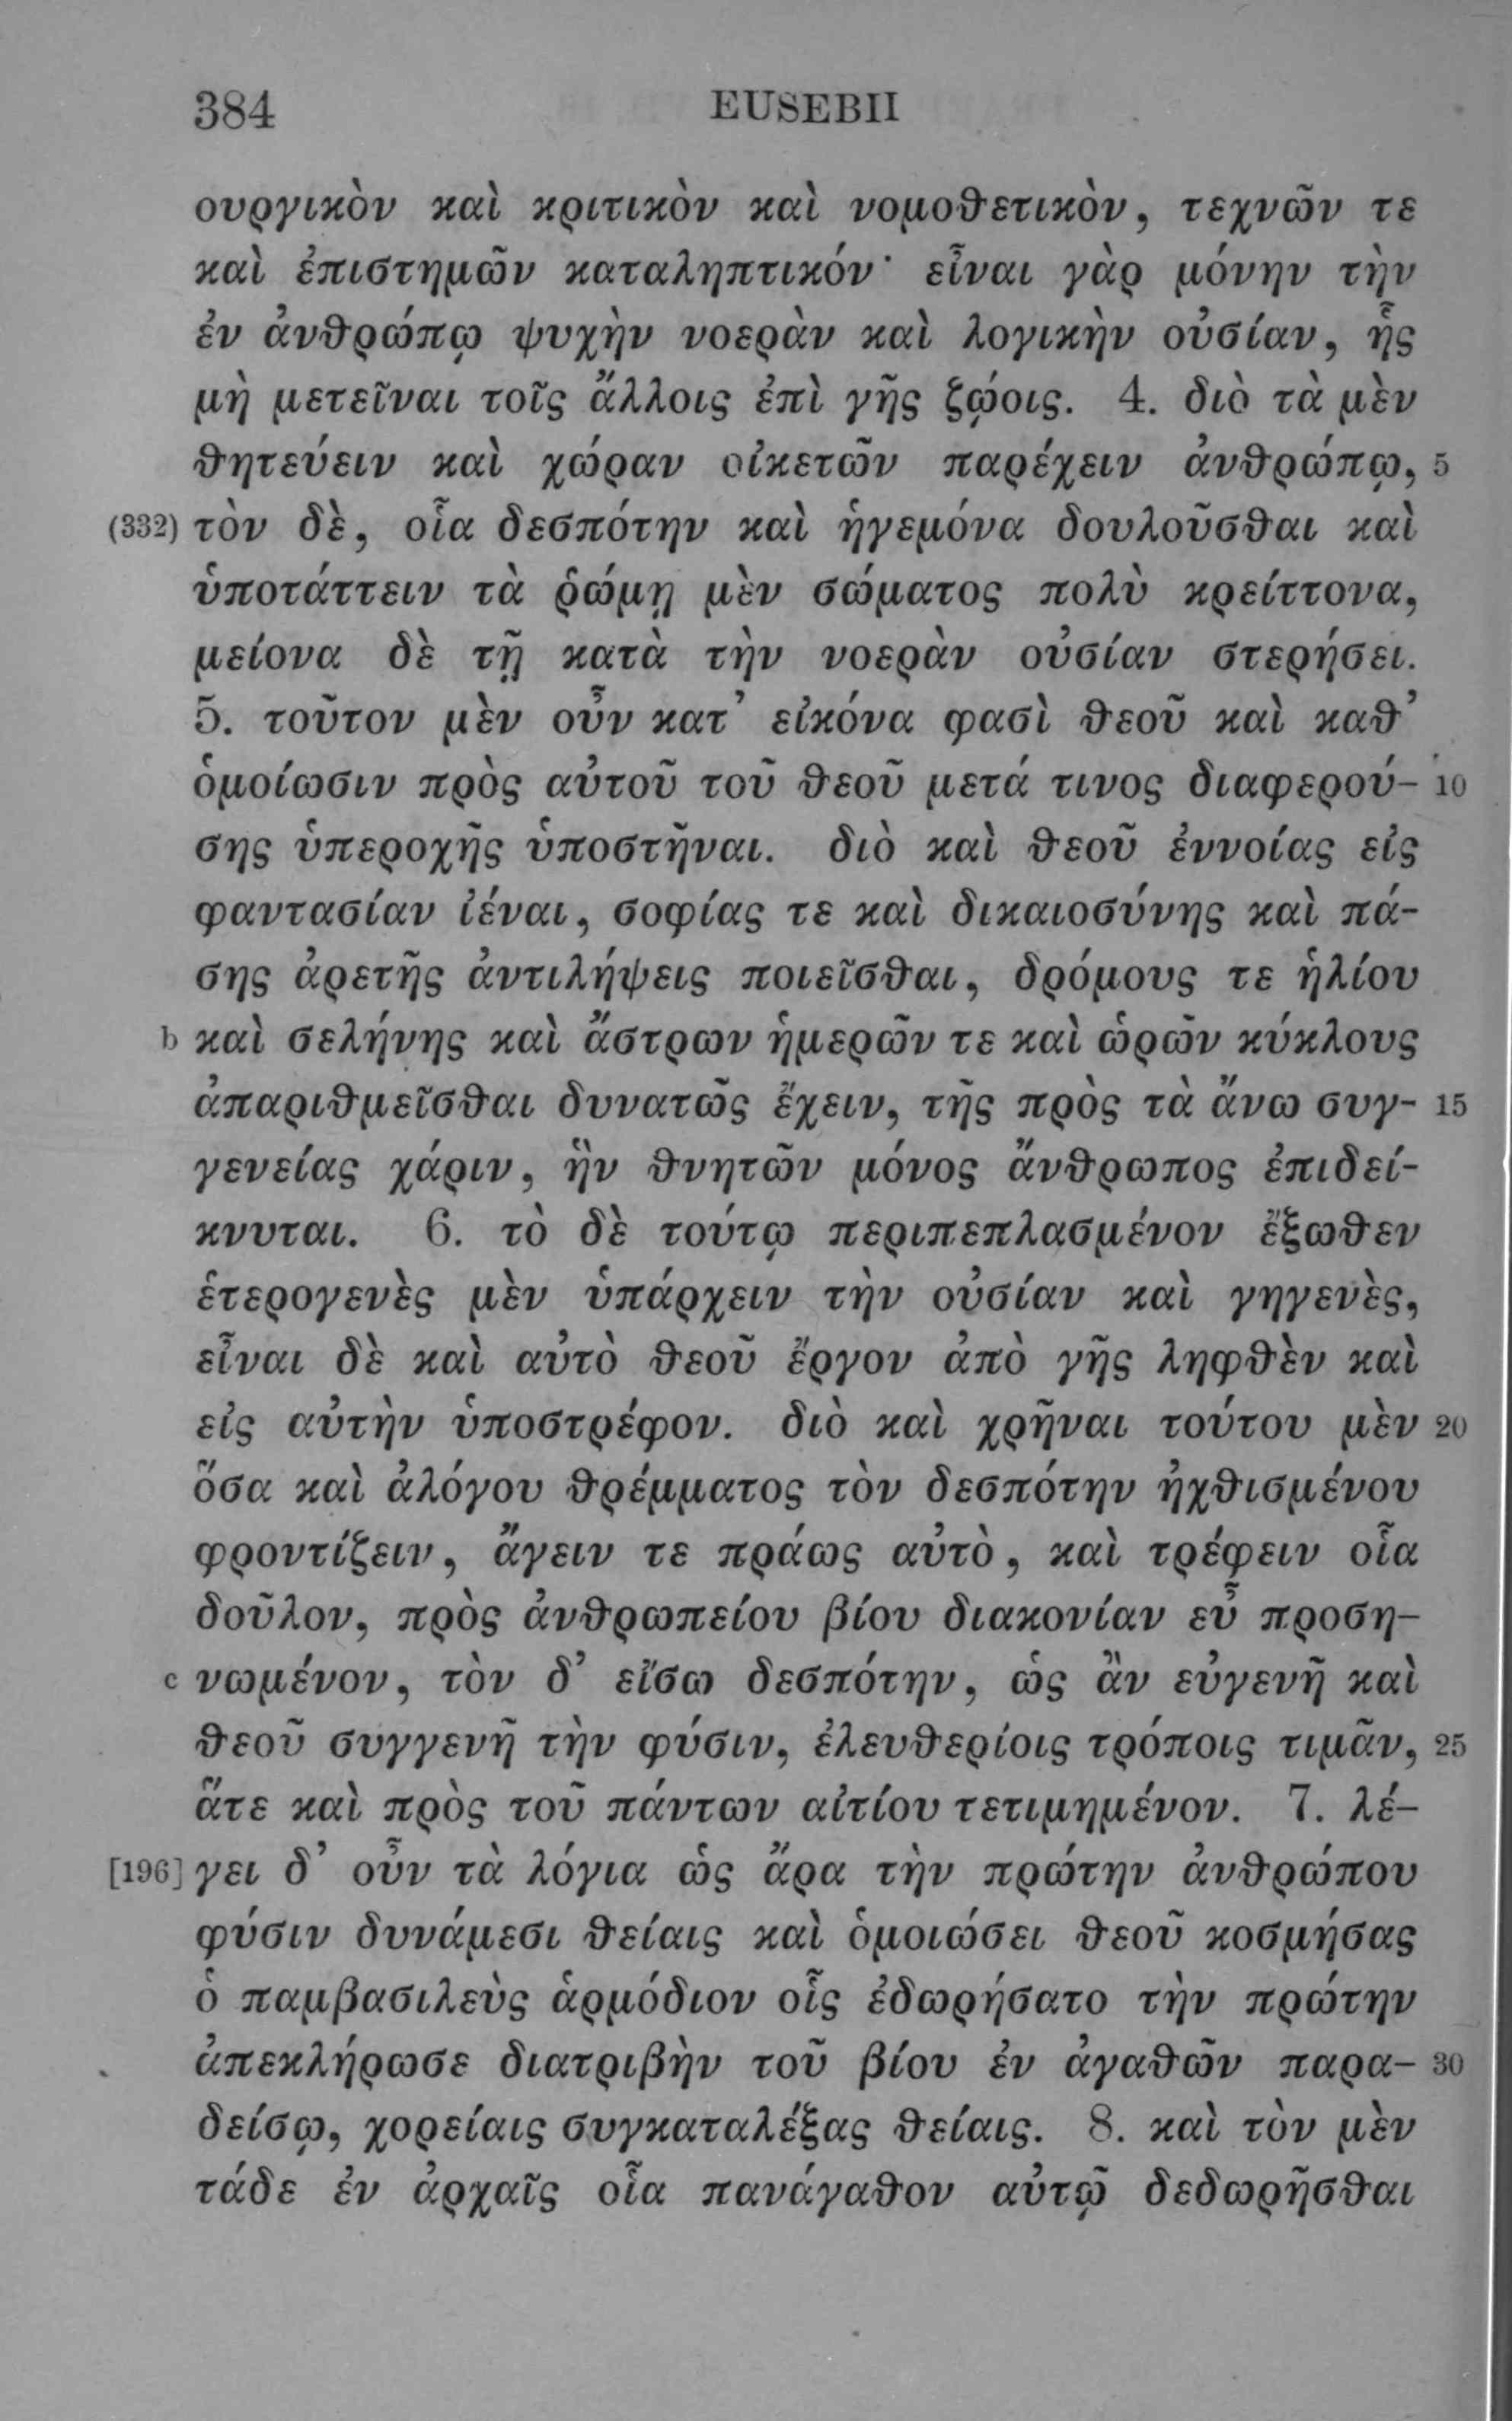 384 EUSEBII
ουργικὸν καὶ κριτικὸν καὶ νομοθετικὸν, τεχνῶν τε
καὶ ἐπιστημῶν καταληπτικόν· εἶναι γὰρ μόνην τὴν
ἐν ἀνθρώπῳ ψυχὴν νοερὰν καὶ λογικὴν οὐσίαν, ἧς
μὴ μετεῖναι τοῖς ἄλλοις ἐπὶ γῆς ζῴοις. 4. διὸ τὰ μὲν
θητεύειν καὶ χώραν οἰκετῶν παρέχειν ἀνθρώπῳ, 5
(332) τὸν δὲ, οἷα δεσπότην καὶ ἡγεμόνα δουλοῦσθαι καὶ
ὑποτάττειν τὰ ῥώμῃ μὲν σώματος πολὺ κρείττονα,
μείονα δὲ τῇ κατὰ τὴν νοερὰν οὐσίαν στερήσει.
5. τοῦτον μὲν οὖν κατ’ εἰκόνα φασὶ θεοῦ καὶ καθ’
ὁμοίωσιν πρὸς αὐτοῦ τοῦ θεοῦ μετά τινος διαφερού- 10
σης ὑπεροχῆς ὑποστῆναι. διὸ καὶ θεοῦ ἐννοίας εἰς
φαντασίαν ἰέναι, σοφίας τε καὶ δικαιοσύνης καὶ πά-
σης ἀρετῆς ἀντιλήψεις ποιεῖσθαι, δρόμους τε ἡλίου
b καὶ σελήνης καὶ ἄστρων ἡμερῶν τε καὶ ὡρῶν κύκλους
ἀπαριθμεῖσθαι δυνατῶς ἔχειν, τῆς πρὸς τὰ ἄνω συγ- 15
γενείας χάριν, ἣν θνητῶν μόνος ἄνθρωπος ἐπιδεί-
κνυται. 6. τὸ δὲ τούτῳ περιπεπλασμένον ἔξωθεν
ἑτερογενὲς μὲν ὑπάρχειν τὴν οὐσίαν καὶ γηγενὲς,
εἶναι δὲ καὶ αὐτὸ θεοῦ ἔργον ἀπὸ γῆς ληφθὲν καὶ
εἰς αὐτὴν ὑποστρέφον. διὸ καὶ χρῆναι τούτου μὲν 20
ὅσα καὶ ἀλόγου θρέμματος τὸν δεσπότην ἠχθισμένου
φροντίζειν, ἄγειν τε πράως αὐτὸ, καὶ τρέφειν οἷα
δοῦλον, πρὸς ἀνθρωπείου βίου διακονίαν εὖ προση-
c νωμένον, τὸν δ’ εἴσω δεσπότην, ὡς ἂν εὐγενῆ καὶ
θεοῦ συγγενῆ τὴν φύσιν, ἐλευθερίοις τρόποις τιμᾶν, 25
ἅτε καὶ πρὸς τοῦ πάντων αἰτίου τετιμημένον. 7. λέ-
[196] γει δ’ οὖν τὰ λόγια ὡς ἄρα τὴν πρώτην ἀνθρώπου
φύσιν δυνάμεσι θείαις καὶ ὁμοιώσει θεοῦ κοσμήσας
ὁ παμβασιλεὺς ἁρμόδιον οἷς ἐδωρήσατο τὴν πρώτην
ἀπεκλήρωσε διατριβὴν τοῦ βίου ἐν ἀγαθῶν παρα- 30
δείσῳ, χορείαις συγκαταλέξας θείαις. 8. καὶ τὸν μὲν
τάδε ἐν ἀρχαῖς οἷα πανάγαθον αὐτῷ δεδωρῆσθαι